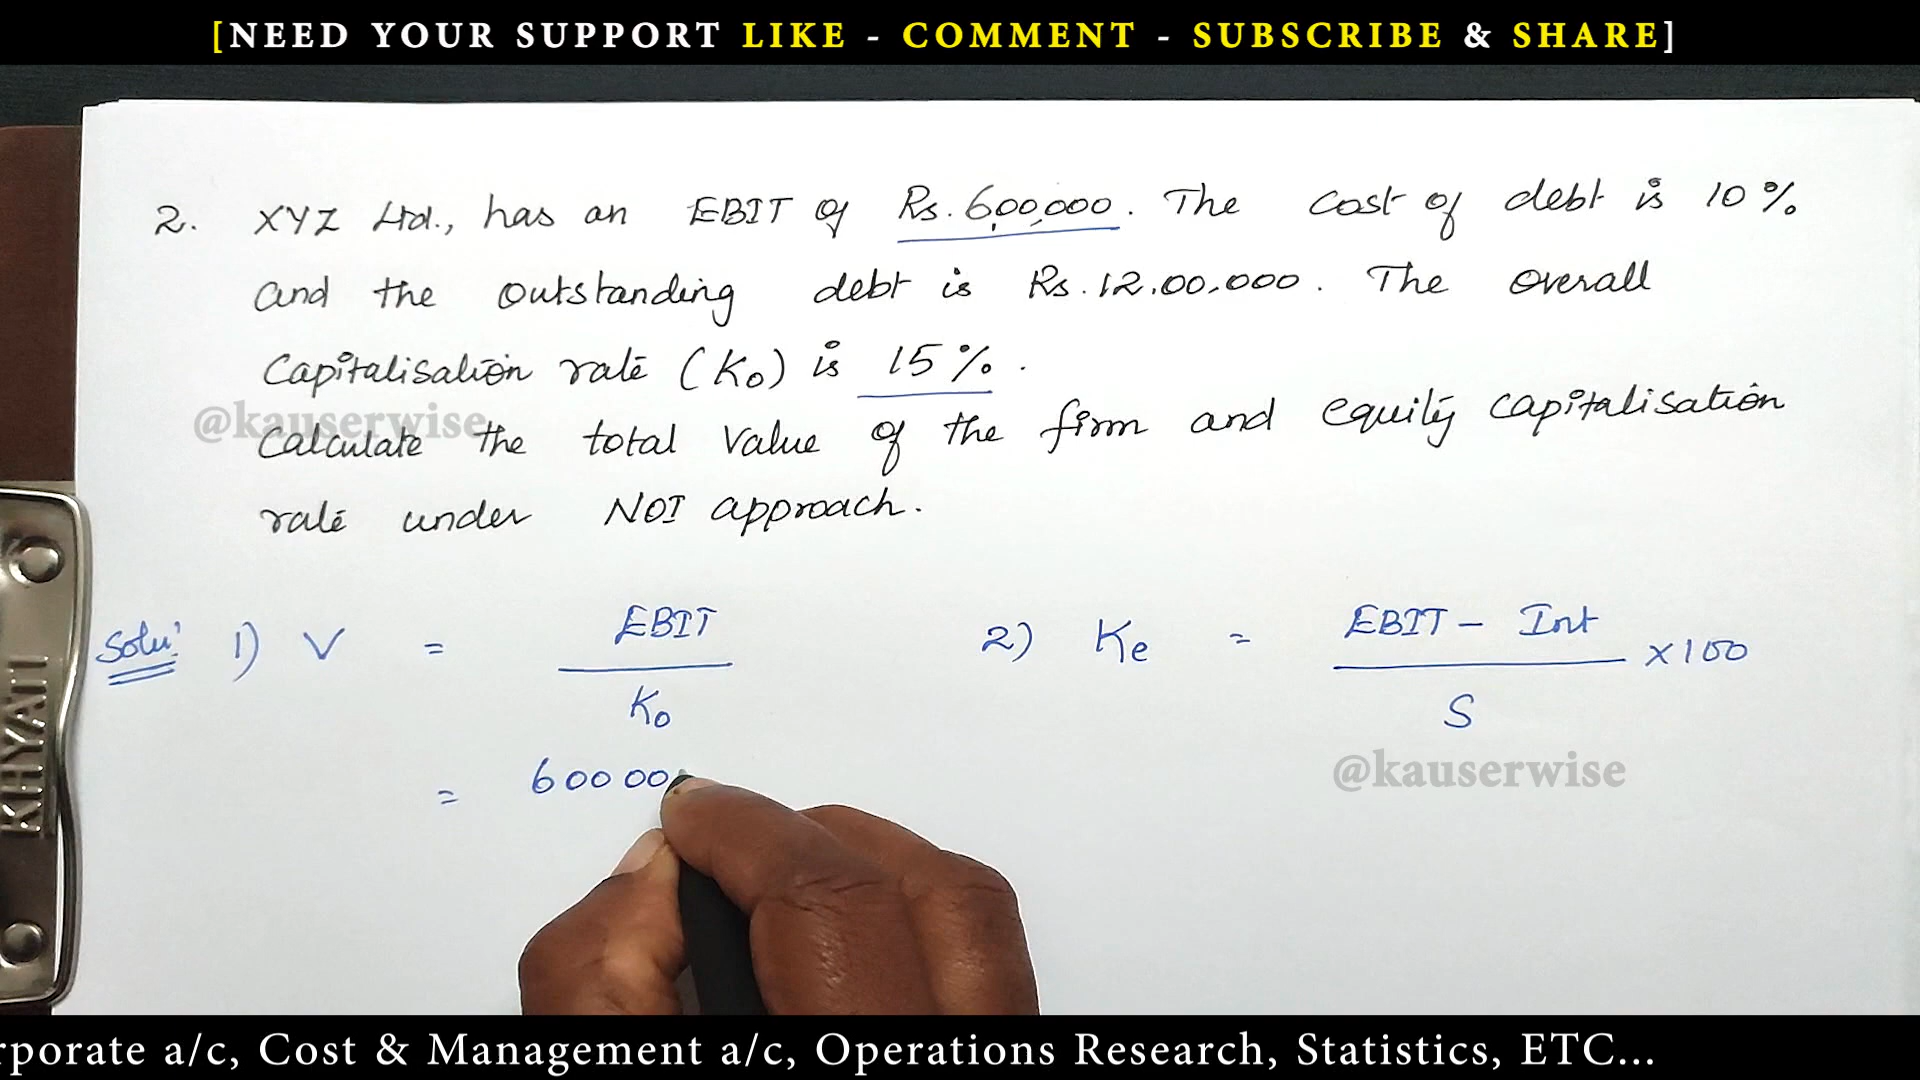 [NEED YOUR SUPPORT LIKE - COMMENT - SUBSCRIBE & SHARE]
2. XYZ Ltd., has an EBIT of Rs. 6,00,000. The cost of debt is 10%
and the outstanding debt is Rs. 12,00,000. The overall
capitalisation rate (Ko) is 15%.
@kauserwise
Calculate the total value of the firm and equity capitalisation
rate under NOI approach.
Solu: 1) V = EBIT / Ko
2) Ke = EBIT - Int / S x 100
= 600 00
@kauserwise
KHYATI
rporate a/c, Cost & Management a/c, Operations Research, Statistics, ETC...